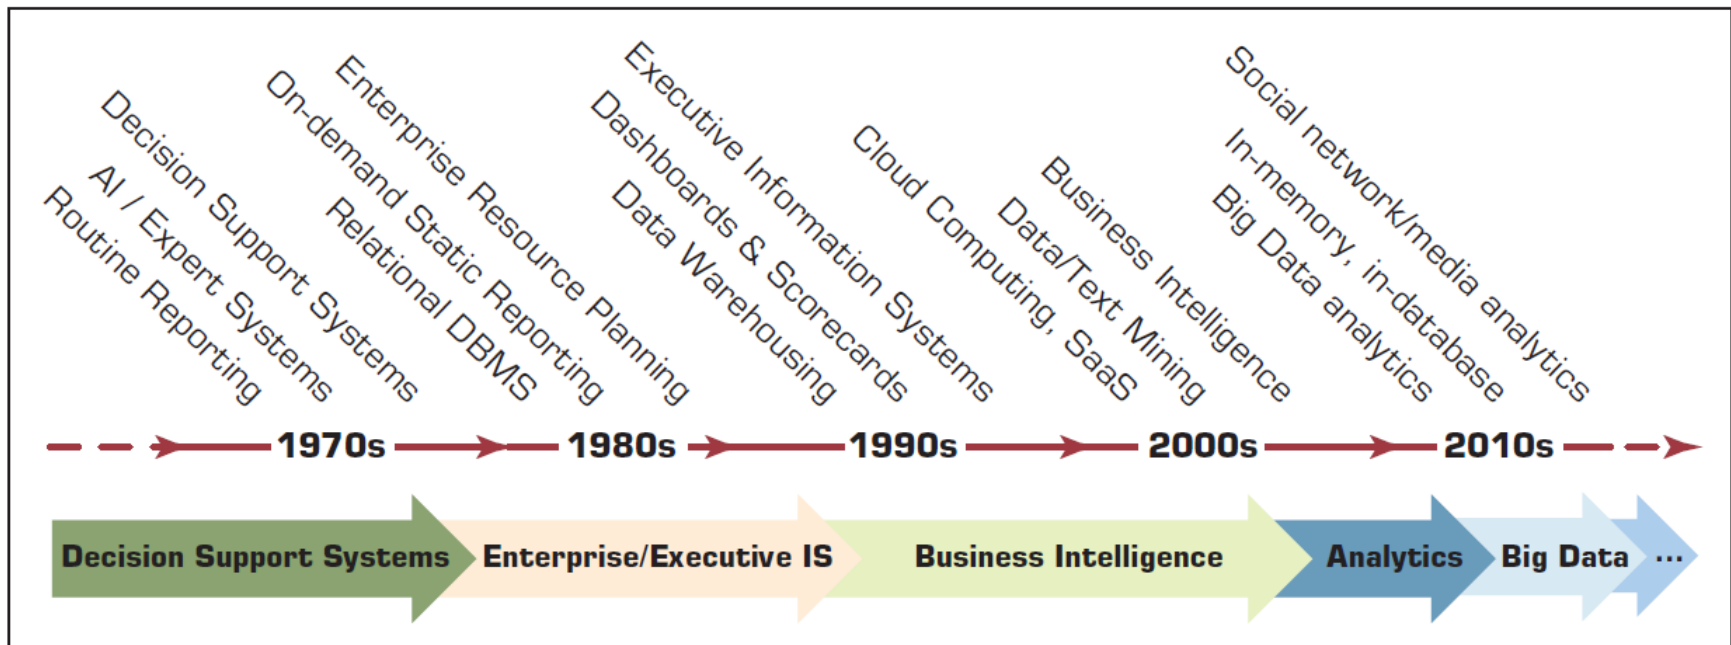 Routine Reporting
AI / Expert Systems
Decision Support Systems
Relational DBMS
On-demand Static Reporting
Enterprise Resource Planning
Data Warehousing
Dashboards & Scorecards
Executive Information Systems
Cloud Computing, SaaS
Data/Text Mining
Business Intelligence
Big Data analytics
In-memory, in-database
Social network/media analytics
1970s
1980s
1990s
2000s
2010s
Decision Support Systems
Enterprise/Executive IS
Business Intelligence
Analytics
Big Data
...